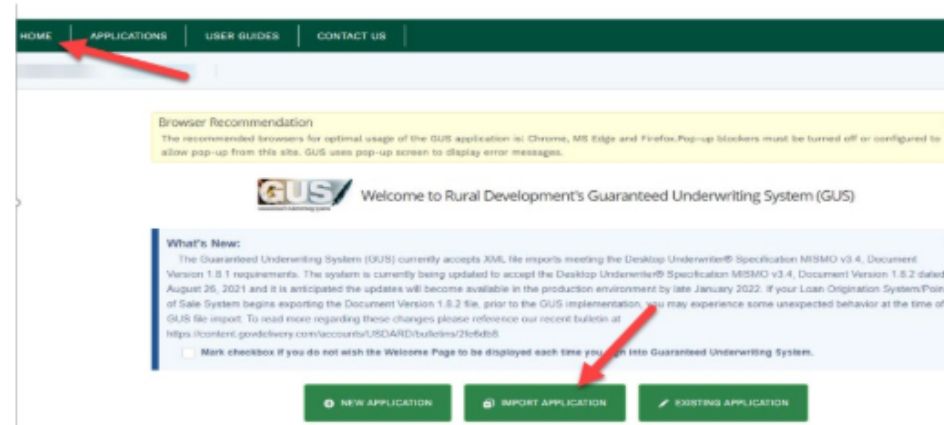 HOME APPLICATIONS USER GUIDES CONTACT US
Browser Recommendation
The recommended browsers for optimal usage of the GUS application is: Chrome, MS Edge and Firefox.Pop-up blockers must be turned off or configured to
allow pop-up from this site. GUS uses pop-up screen to display error messages.
GUS Welcome to Rural Development's Guaranteed Underwriting System (GUS)
What's New:
The Guaranteed Underwriting System (GUS) currently accepts XML file imports meeting the Desktop Underwriter® Specification MISMO v3.4, Document
Version 1.8.1 requirements. The system is currently being updated to accept the Desktop Underwriter® Specification MISMO v3.4, Document Version 1.8.2 dated
August 26, 2021 and it is anticipated the updates will become available in the production environment by late January 2022. If your Loan Origination System/Poin
of Sale System begins exporting the Document Version 1.8.2 file, prior to the GUS implementation, you may experience some unexpected behavior at the time of
GUS file import. To read more regarding these changes please reference our recent bulletin at
Mark checkbox if you do not wish the Welcome Page to be displayed each time you sign into Guaranteed Underwriting System.
NEW APPLICATION IMPORT APPLICATION EXISTING APPLICATION